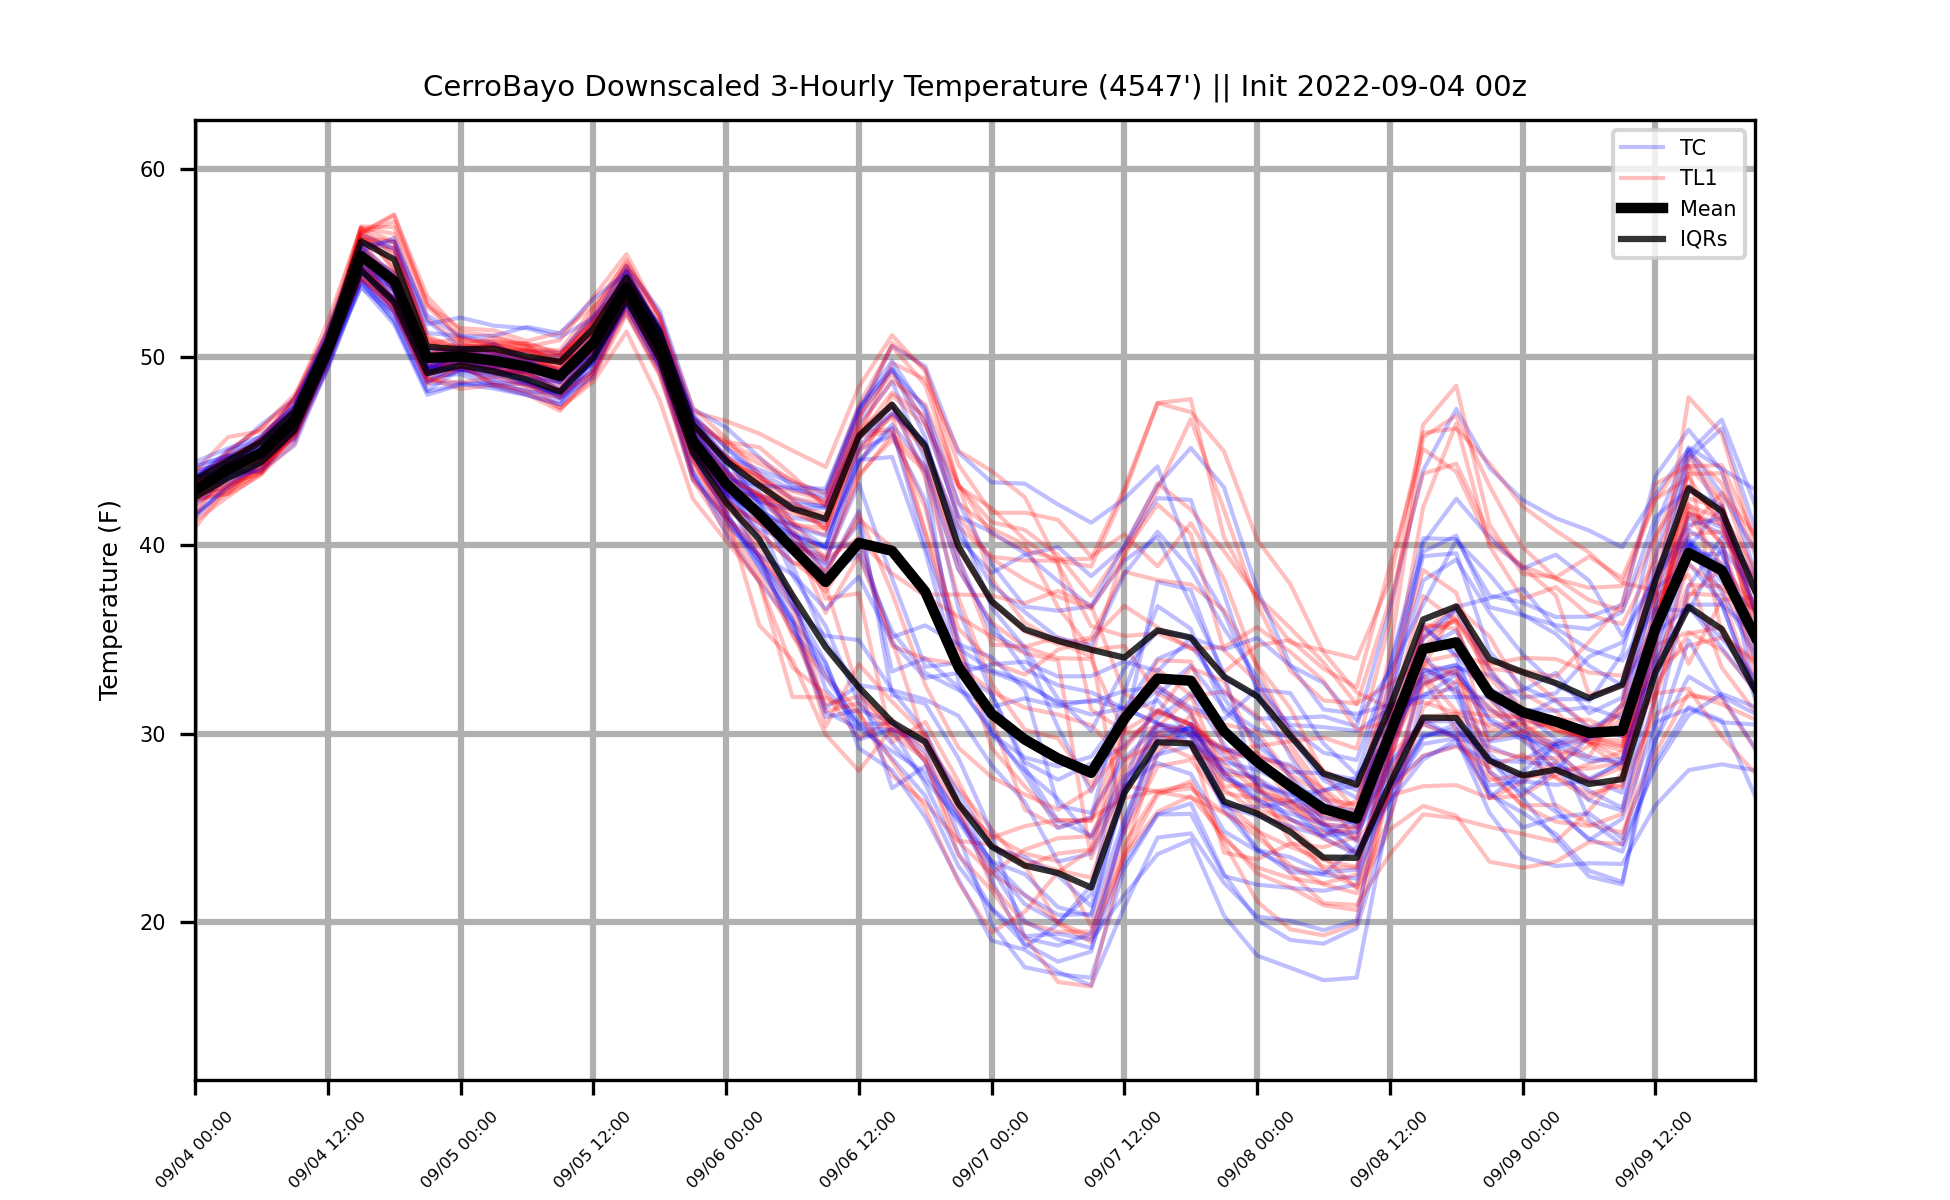 CerroBayo Downscaled 3-Hourly Temperature (4547') || Init 2022-09-04 00z
TC
TL1
Mean
IQRs
Temperature (F)
60
50
40
30
20
09/04 00:00
09/04 12:00
09/05 00:00
09/05 12:00
09/06 00:00
09/06 12:00
09/07 00:00
09/07 12:00
09/08 00:00
09/08 12:00
09/09 00:00
09/09 12:00